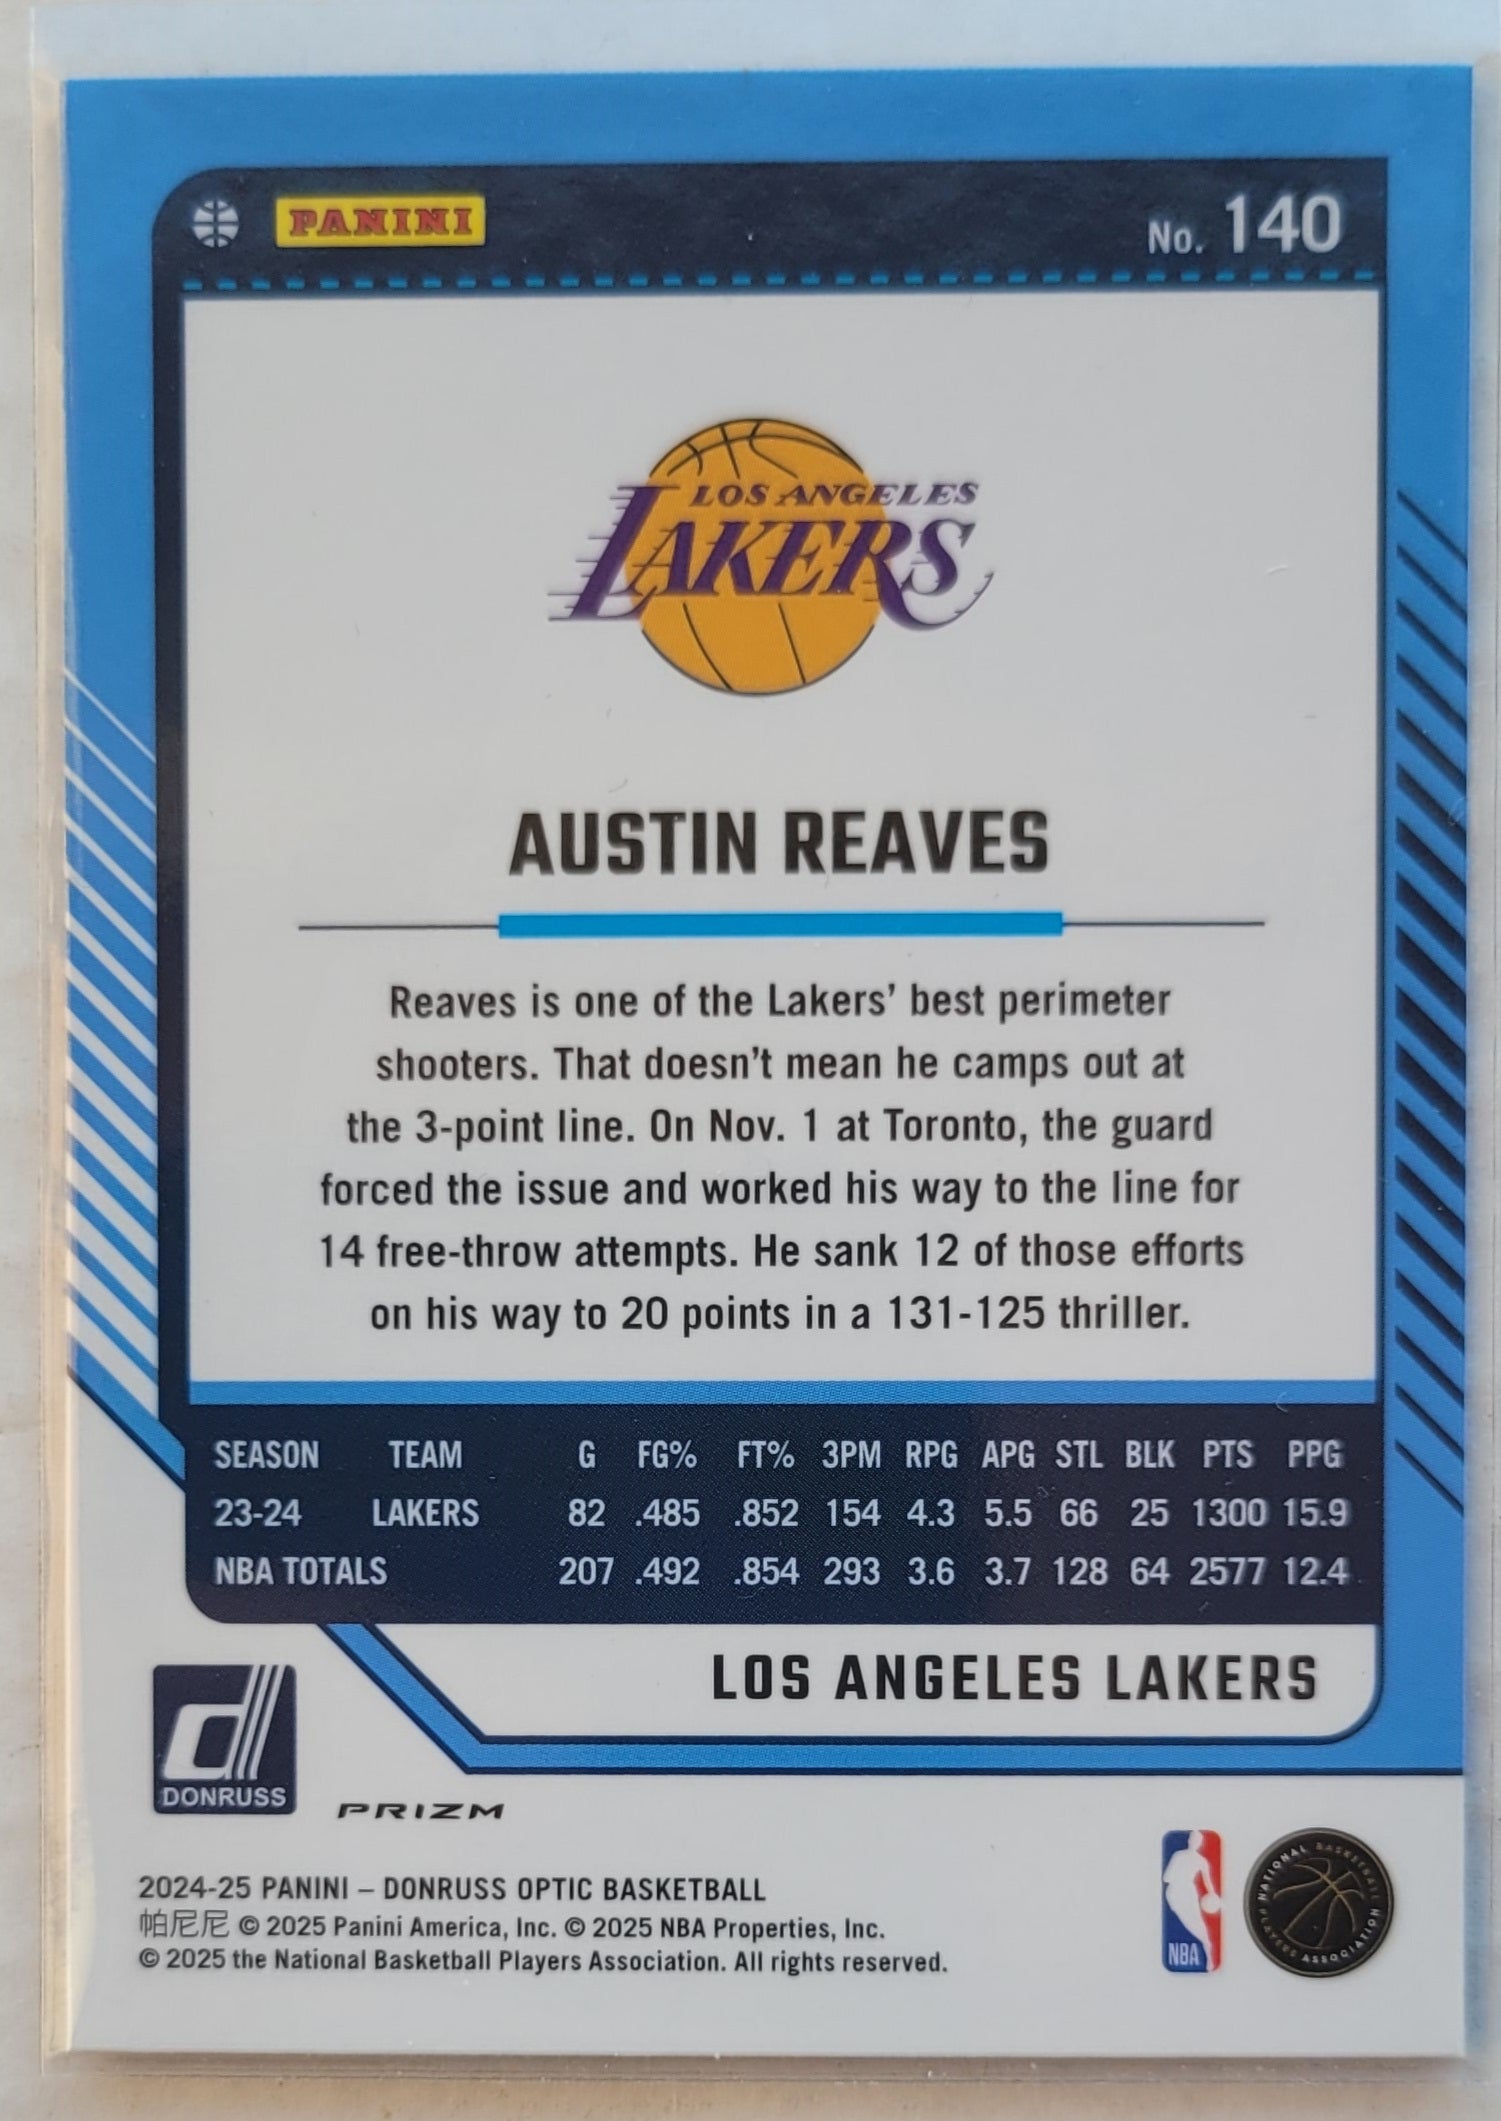 PANINI
No. 140
LOS ANGELES
LAKERS
AUSTIN REAVES
Reaves is one of the Lakers’ best perimeter
shooters. That doesn’t mean he camps out at
the 3-point line. On Nov. 1 at Toronto, the guard
forced the issue and worked his way to the line for
14 free-throw attempts. He sank 12 of those efforts
on his way to 20 points in a 131-125 thriller.
SEASON TEAM G FG% FT% 3PM RPG APG STL BLK PTS PPG
23-24 LAKERS 82 .485 .852 154 4.3 5.5 66 25 1300 15.9
NBA TOTALS 207 .492 .854 293 3.6 3.7 128 64 2577 12.4
LOS ANGELES LAKERS
d
DONRUSS
PRIZM
2024-25 PANINI – DONRUSS OPTIC BASKETBALL
帕尼尼 © 2025 Panini America, Inc. © 2025 NBA Properties, Inc.
© 2025 the National Basketball Players Association. All rights reserved.
NBA
NATIONAL BASKETBALL PLAYERS ASSOCIATION